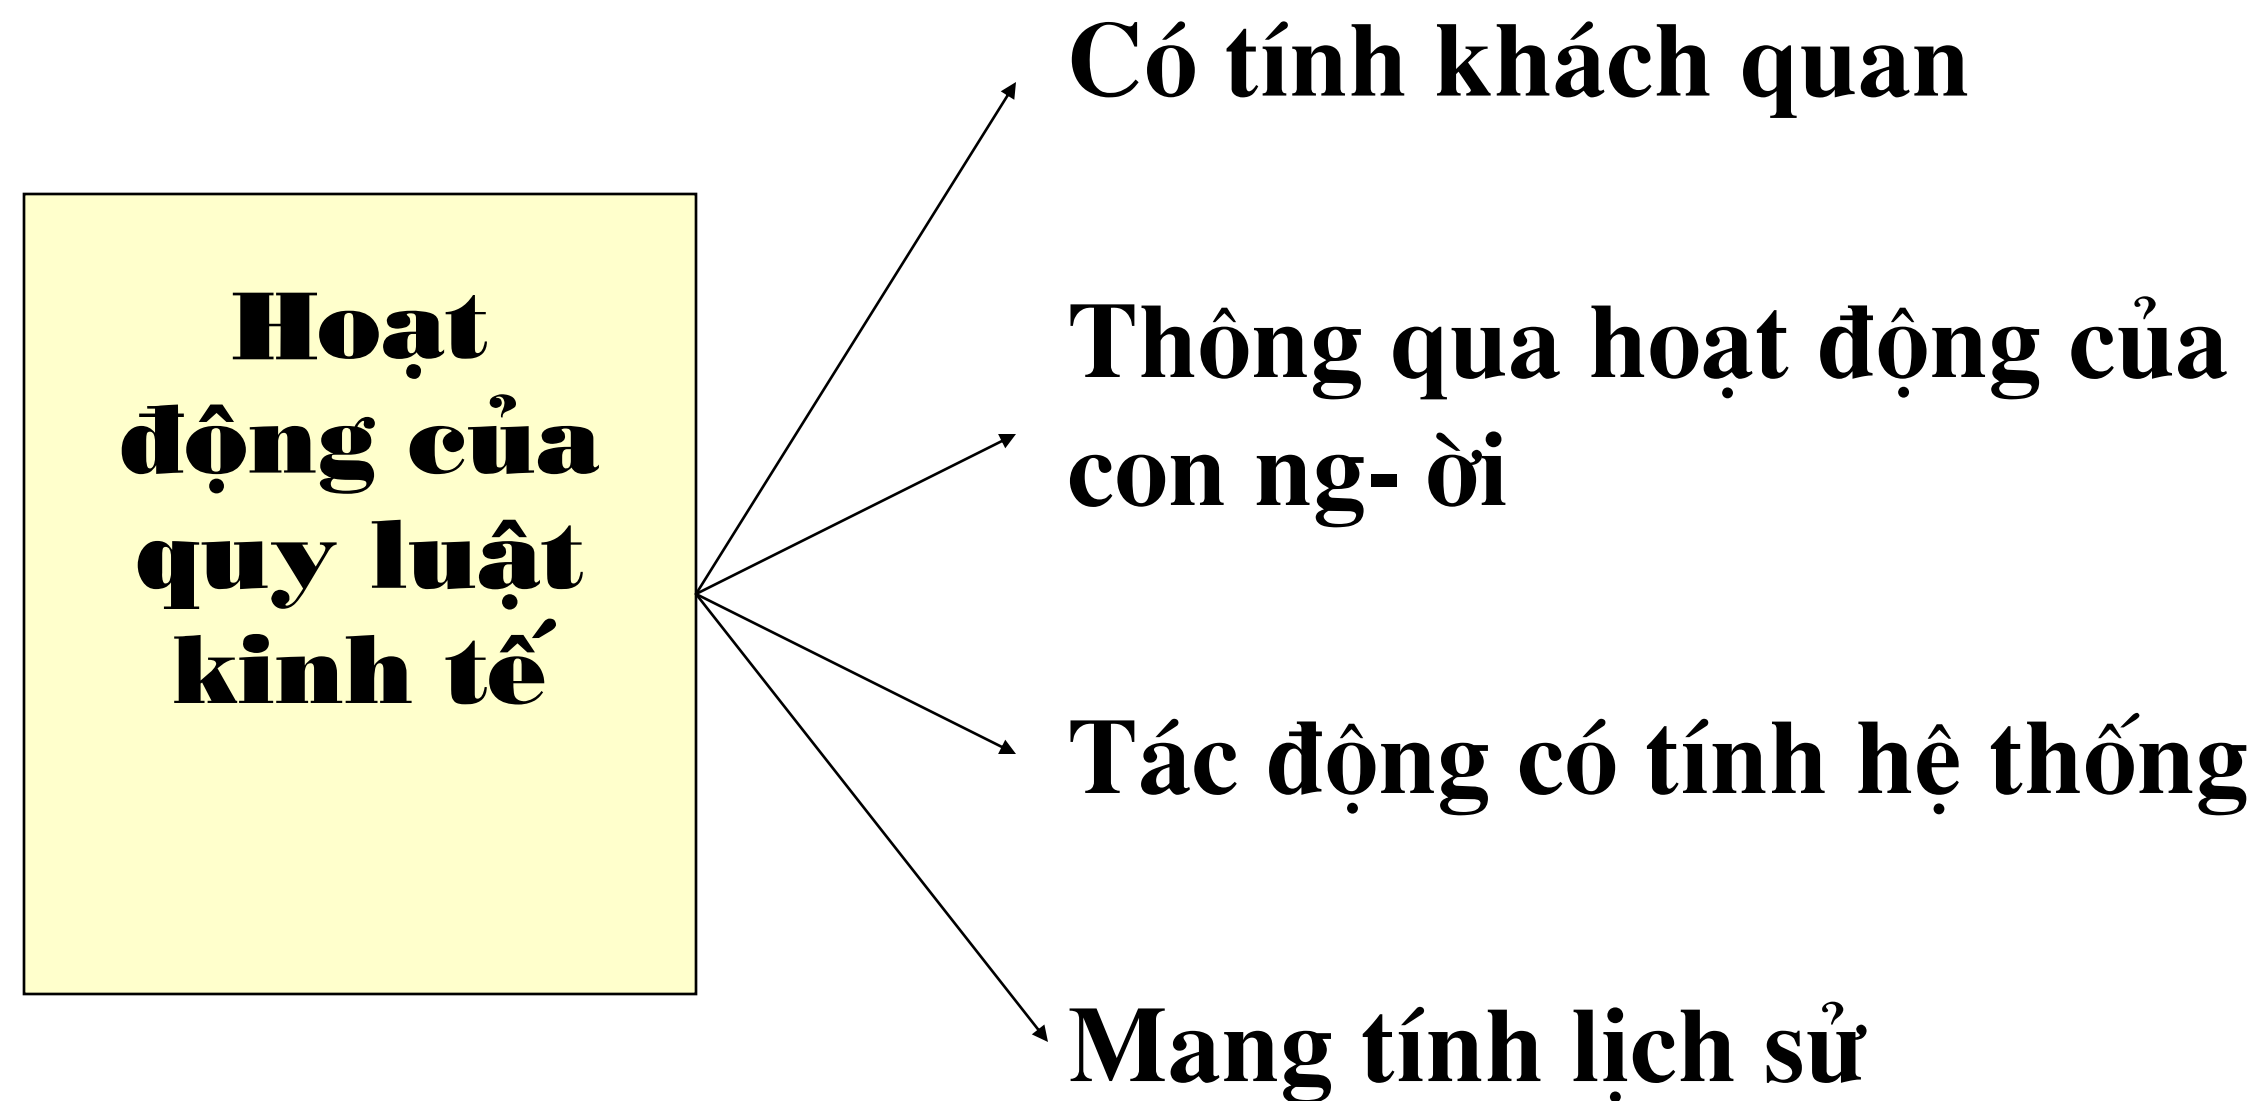 Hoạt
động của
quy luật
kinh tế
Có tính khách quan
Thông qua hoạt động của
con ng- ời
Tác động có tính hệ thống
Mang tính lịch sử